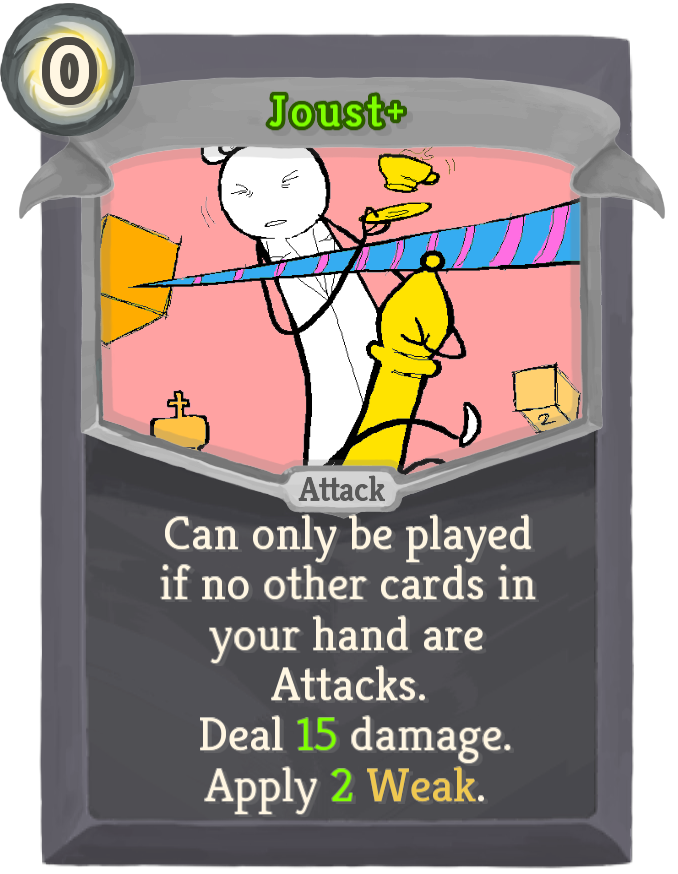 0
Joust+
2
Attack
Can only be played
if no other cards in
your hand are
Attacks.
Deal 15 damage.
Apply 2 Weak.